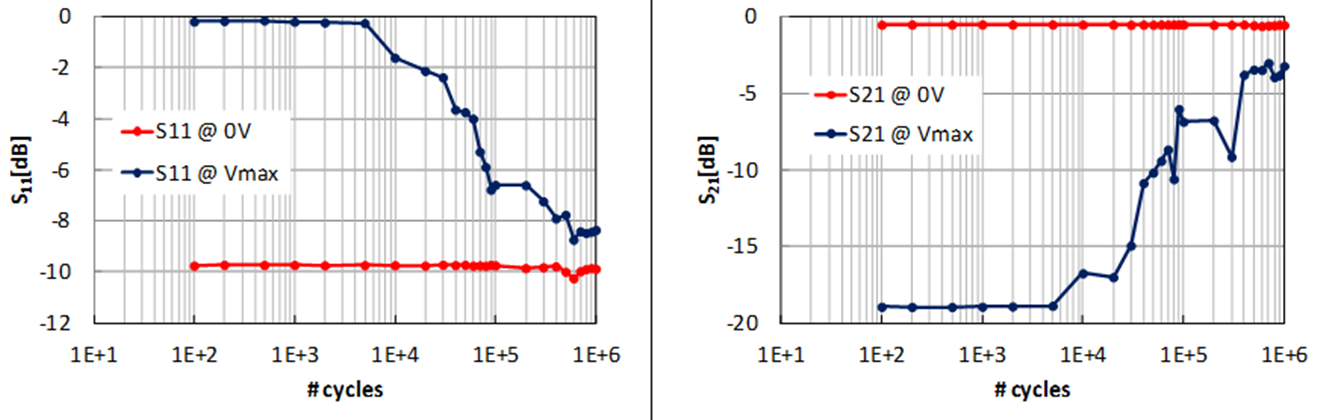 0
-2
-4
-6
-8
-10
-12
S11[dB]
S11 @ 0V
S11 @ Vmax
1E+1 1E+2 1E+3 1E+4 1E+5 1E+6
# cycles
0
-5
-10
-15
-20
S21[dB]
S21 @ 0V
S21 @ Vmax
1E+1 1E+2 1E+3 1E+4 1E+5 1E+6
# cycles